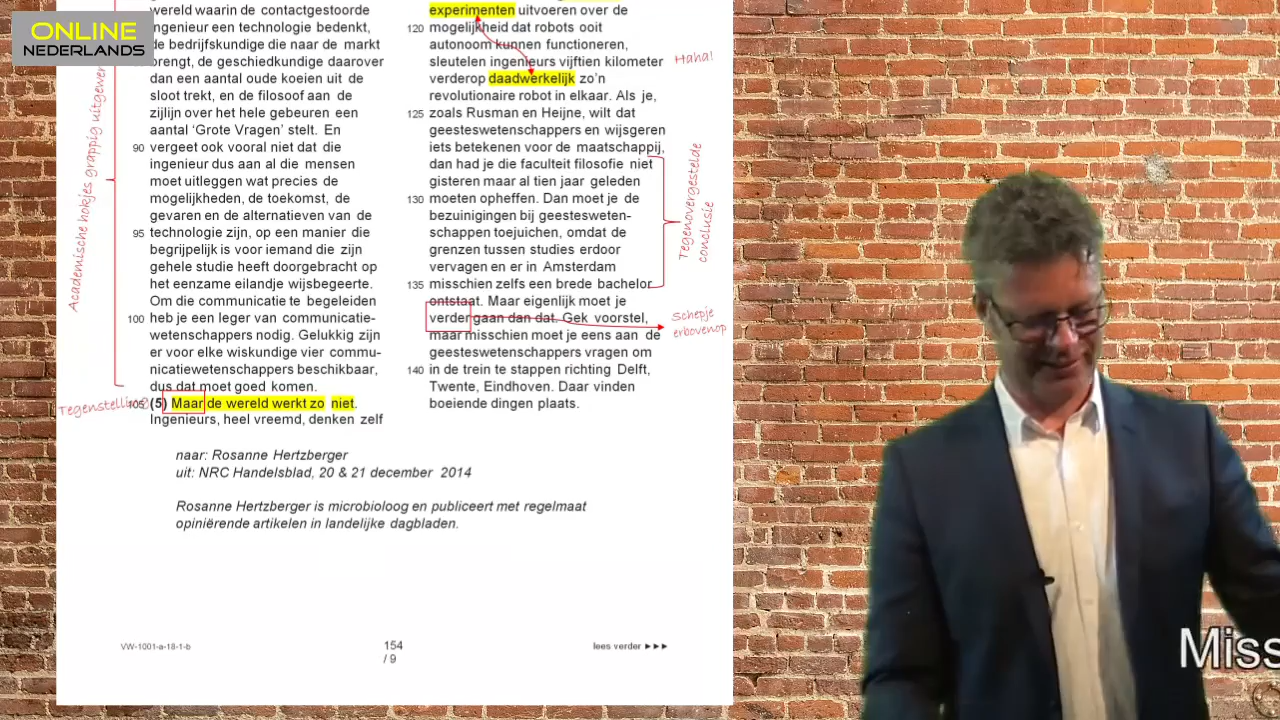 ONLINE
NEDERLANDS
wereld waarin de contactgestoorde
ingenieur een technologie bedenkt,
de bedrijfskundige die naar de markt
brengt, de geschiedkundige daarover
dan een aantal oude koeien uit de
sloot trekt, en de filosoof aan de
zijlijn over het hele gebeuren een
aantal ‘Grote Vragen’ stelt. En
90 vergeet ook vooral niet dat die
ingenieur dus aan al die mensen
moet uitleggen wat precies de
mogelijkheden, de toekomst, de
gevaren en de alternatieven van de
95 technologie zijn, op een manier die
begrijpelijk is voor iemand die zijn
gehele studie heeft doorgebracht op
het eenzame eilandje wijsbegeerte.
Om die communicatie te begeleiden
100 heb je een leger van communicatie-
wetenschappers nodig. Gelukkig zijn
er voor elke wiskundige vier commu-
nicatiewetenschappers beschikbaar,
dus dat moet goed komen.
105 (5) Maar de wereld werkt zo niet.
Ingenieurs, heel vreemd, denken zelf
Academische hokjes grappig uitgewer
experimenten uitvoeren over de
120 mogelijkheid dat robots ooit
autonoom kunnen functioneren,
sleutelen ingenieurs vijftien kilometer
verderop daadwerkelijk zo’n
revolutionaire robot in elkaar. Als je,
125 zoals Rusman en Heijne, wilt dat
geesteswetenschappers en wijsgeren
iets betekenen voor de maatschappij,
dan had je die faculteit filosofie niet
gisteren maar al tien jaar geleden
130 moeten opheffen. Dan moet je de
bezuinigingen bij geestesweten-
schappen toejuichen, omdat de
grenzen tussen studies erdoor
vervagen en er in Amsterdam
135 misschien zelfs een brede bachelor
ontstaat. Maar eigenlijk moet je
verder gaan dan dat. Gek voorstel,
maar misschien moet je eens aan de
geesteswetenschappers vragen om
140 in de trein te stappen richting Delft,
Twente, Eindhoven. Daar vinden
boeiende dingen plaats.
Haha!
Tegenovergestelde
conclusie
Schepje
erbovenop
naar: Rosanne Hertzberger
uit: NRC Handelsblad, 20 & 21 december 2014
Rosanne Hertzberger is microbioloog en publiceert met regelmaat
opiniërende artikelen in landelijke dagbladen.
VW-1001-a-18-1-b
154
/ 9
lees verder ►►►
Miss